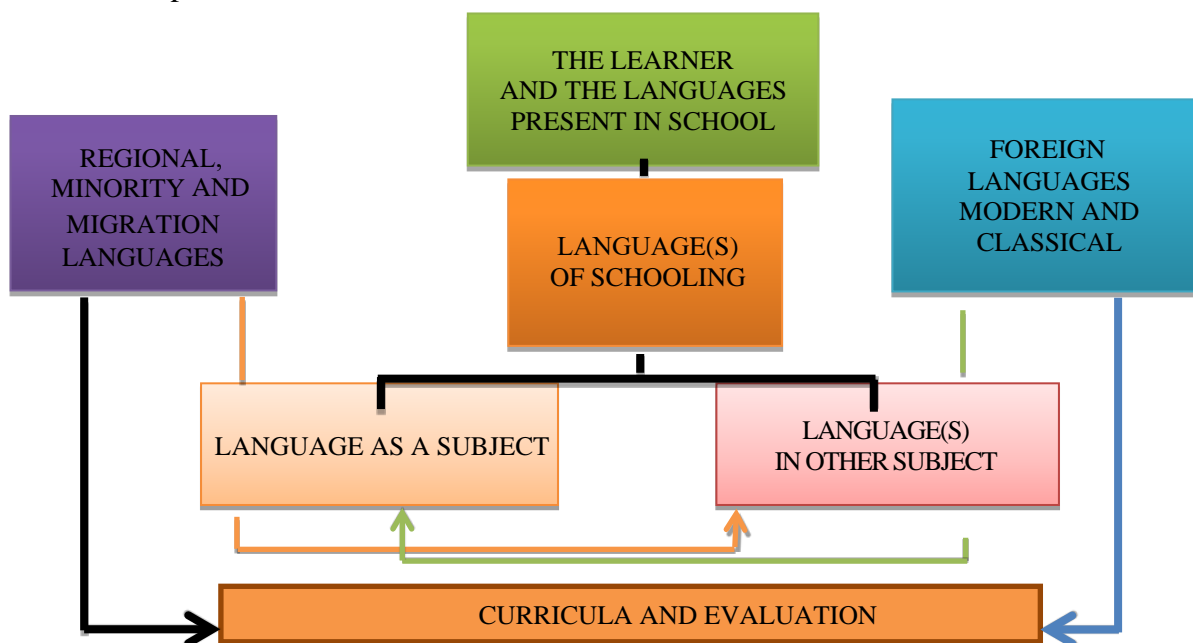 THE LEARNER
AND THE LANGUAGES
PRESENT IN SCHOOL
REGIONAL,
MINORITY AND
MIGRATION
LANGUAGES
FOREIGN
LANGUAGES
MODERN AND
CLASSICAL
LANGUAGE(S)
OF SCHOOLING
LANGUAGE AS A SUBJECT
LANGUAGE(S)
IN OTHER SUBJECT
CURRICULA AND EVALUATION